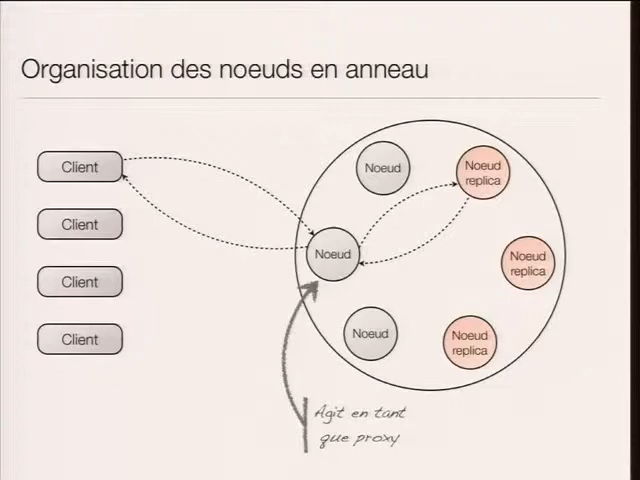 Organisation des noeuds en anneau
Client
Client
Client
Client
Noeud
Noeud
replica
Noeud
Noeud
replica
Noeud
Noeud
replica
Agit en tant
que proxy